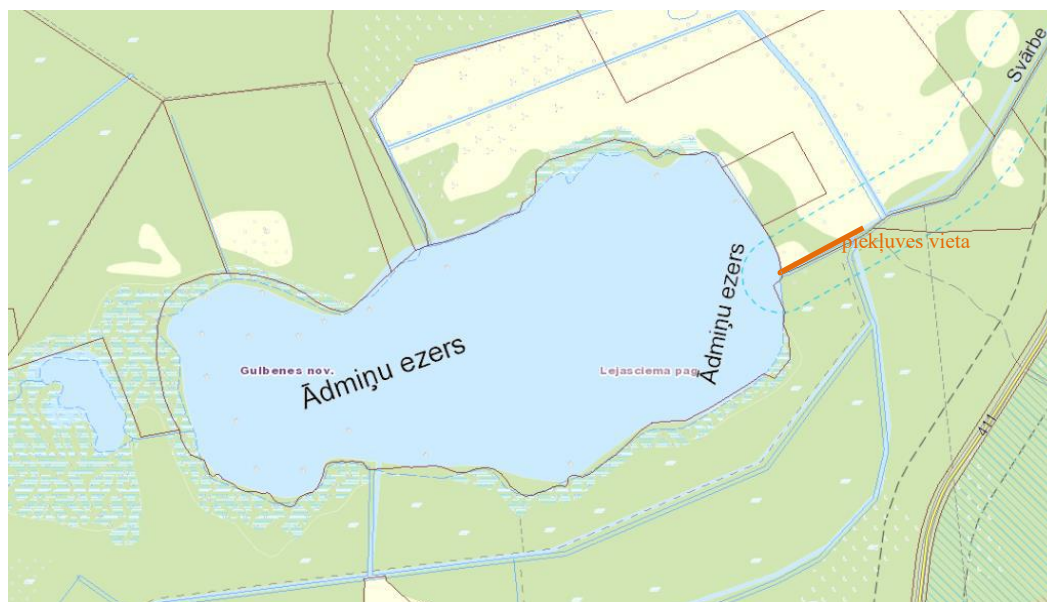 Svārbe
piekļuves vieta
Ādmiņu ezers
Gulbenes nov.
Ādmiņu ezers
Lejasciema pag.
411